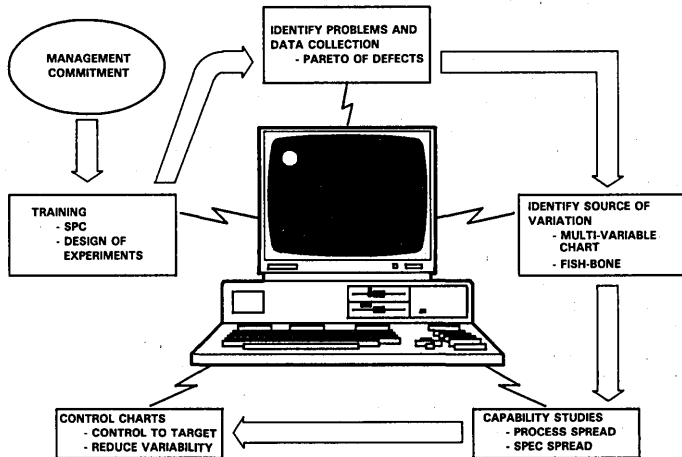 MANAGEMENT
COMMITMENT
IDENTIFY PROBLEMS AND
DATA COLLECTION
- PARETO OF DEFECTS
TRAINING
- SPC
- DESIGN OF
EXPERIMENTS
IDENTIFY SOURCE OF
VARIATION
- MULTI-VARIABLE
CHART
- FISH-BONE
CONTROL CHARTS
- CONTROL TO TARGET
- REDUCE VARIABILITY
CAPABILITY STUDIES
- PROCESS SPREAD
- SPEC SPREAD